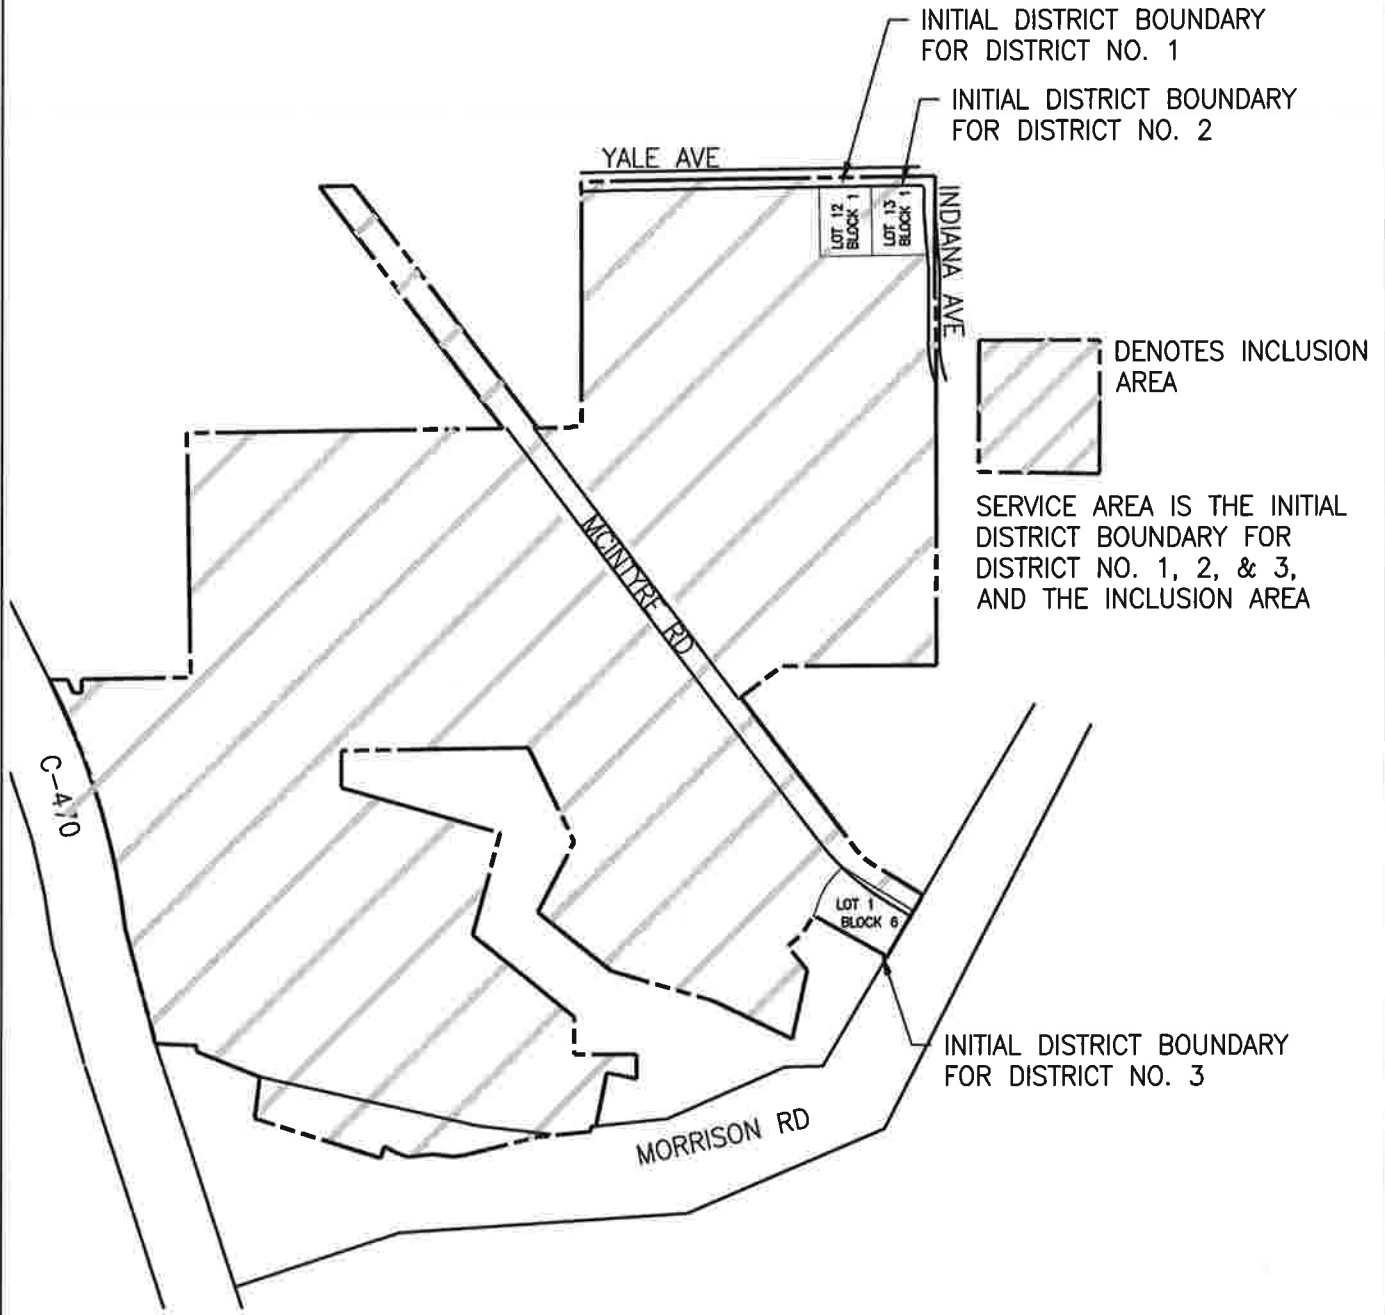 INITIAL DISTRICT BOUNDARY
FOR DISTRICT NO. 1
INITIAL DISTRICT BOUNDARY
FOR DISTRICT NO. 2
YALE AVE
LOT 12
BLOCK 1
LOT 13
BLOCK 1
INDIANA AVE
DENOTES INCLUSION
AREA
SERVICE AREA IS THE INITIAL
DISTRICT BOUNDARY FOR
DISTRICT NO. 1, 2, & 3,
AND THE INCLUSION AREA
MCINTYRE RD
C-470
LOT 1
BLOCK 6
INITIAL DISTRICT BOUNDARY
FOR DISTRICT NO. 3
MORRISON RD